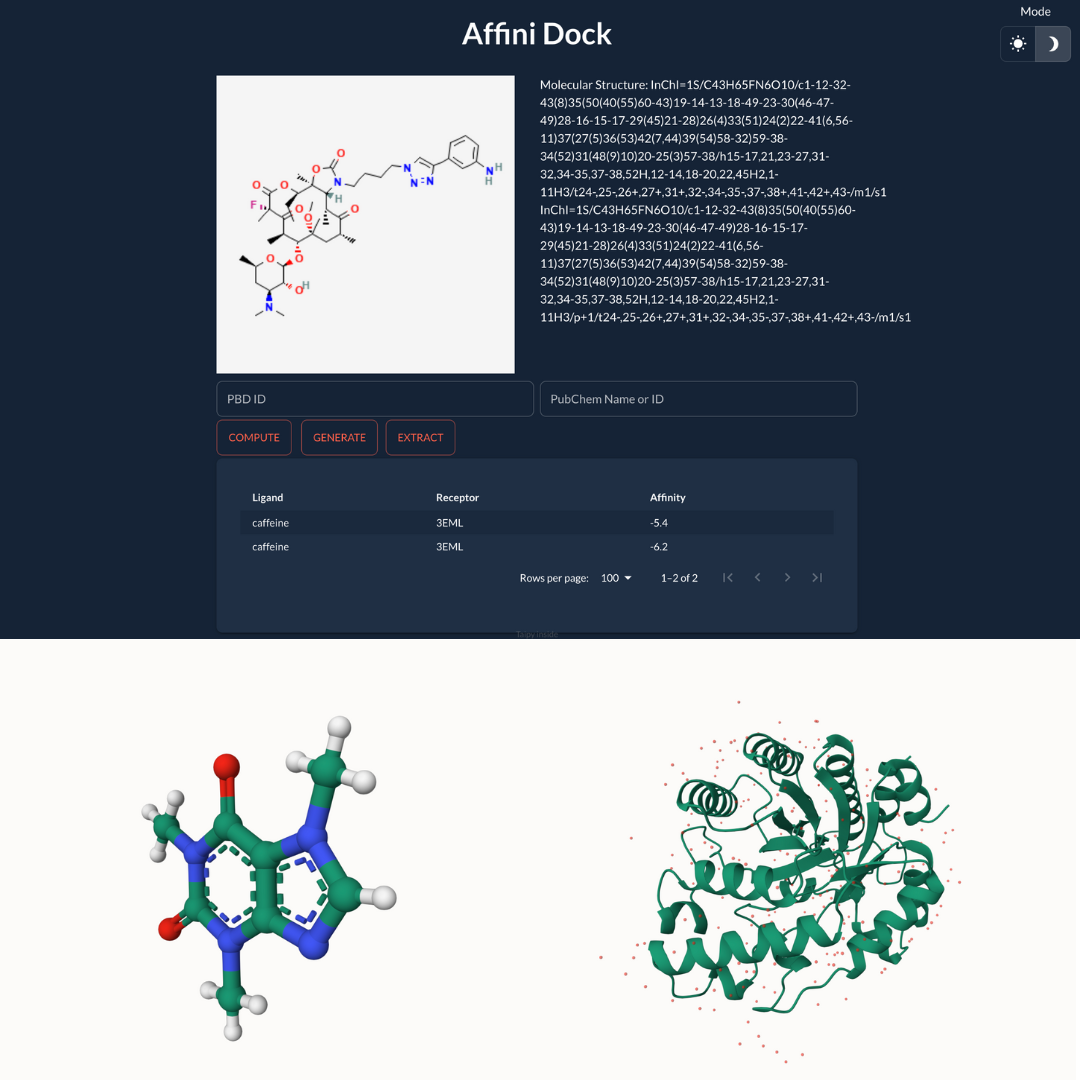 Mode
Affini Dock
Molecular Structure: InChI=1S/C43H65FN6O10/c1-12-32-
43(8)35(50(40(55)60-43)19-14-13-18-49-23-30(46-47-
49)28-16-15-17-29(45)21-28)26(4)33(51)24(2)22-41(6,56-
11)37(27(5)36(53)42(7,44)39(54)58-32)59-38-
34(52)31(48(9)10)20-25(3)57-38/h15-17,21,23-27,31-
32,34-35,37-38,52H,12-14,18-20,22,45H2,1-
11H3/t24-,25-,26+,27+,31+,32-,34-,35-,37-,38+,41-,42+,43-/m1/s1
InChI=1S/C43H65FN6O10/c1-12-32-43(8)35(50(40(55)60-
43)19-14-13-18-49-23-30(46-47-49)28-16-15-17-
29(45)21-28)26(4)33(51)24(2)22-41(6,56-
11)37(27(5)36(53)42(7,44)39(54)58-32)59-38-
34(52)31(48(9)10)20-25(3)57-38/h15-17,21,23-27,31-
32,34-35,37-38,52H,12-14,18-20,22,45H2,1-
11H3/p+1/t24-,25-,26+,27+,31+,32-,34-,35-,37-,38+,41-,42+,43-/m1/s1
O
O
N
N
N
N
N
H
H
H
O
O
F
O
O
O
O
O
O
H
N
PBD ID
PubChem Name or ID
COMPUTE GENERATE EXTRACT
Ligand Receptor Affinity
caffeine 3EML -5.4
caffeine 3EML -6.2
Rows per page: 100 1–2 of 2
Taipy inside